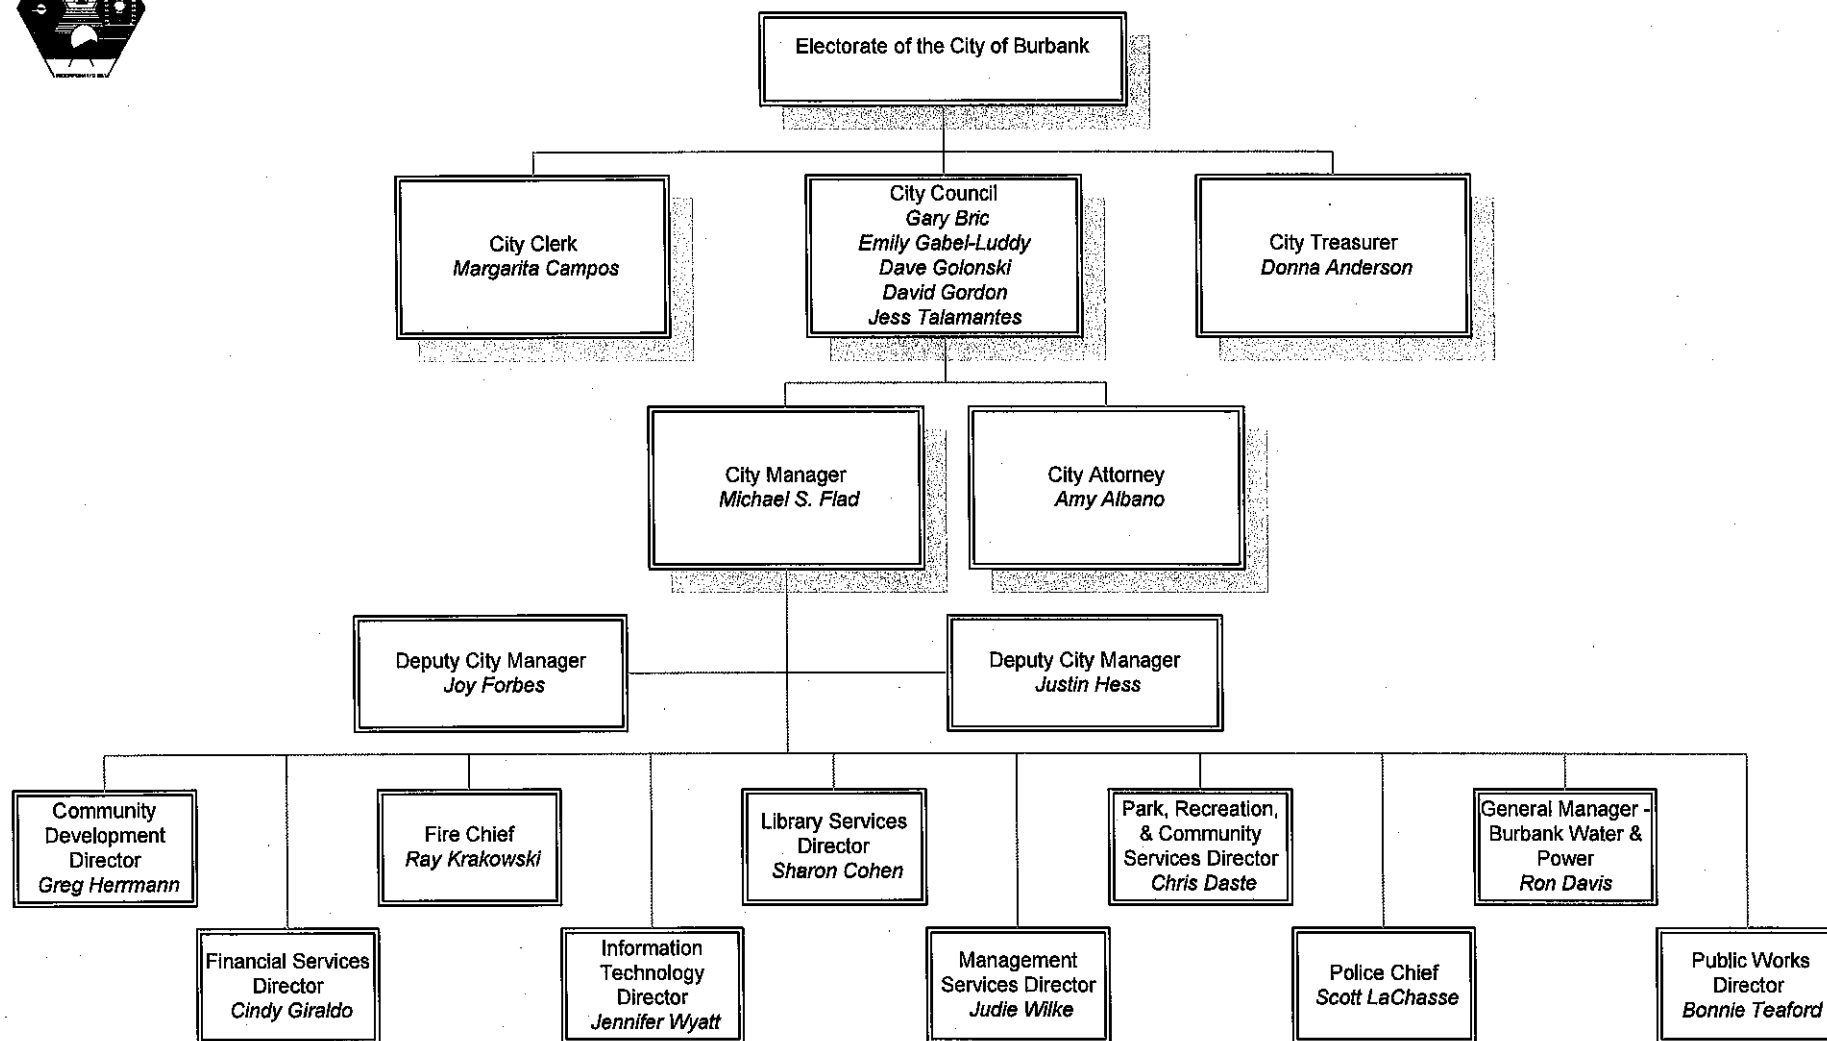 Electorate of the City of Burbank
City Clerk
Margarita Campos
City Council
Gary Bric
Emily Gabel-Luddy
Dave Golonski
David Gordon
Jess Talamantes
City Treasurer
Donna Anderson
City Manager
Michael S. Flad
City Attorney
Amy Albano
Deputy City Manager
Joy Forbes
Deputy City Manager
Justin Hess
Community
Development
Director
Greg Herrmann
Fire Chief
Ray Krakowski
Library Services
Director
Sharon Cohen
Park, Recreation,
& Community
Services Director
Chris Daste
General Manager -
Burbank Water &
Power
Ron Davis
Financial Services
Director
Cindy Giraldo
Information
Technology
Director
Jennifer Wyatt
Management
Services Director
Judie Wilke
Police Chief
Scott LaChasse
Public Works
Director
Bonnie Teaford